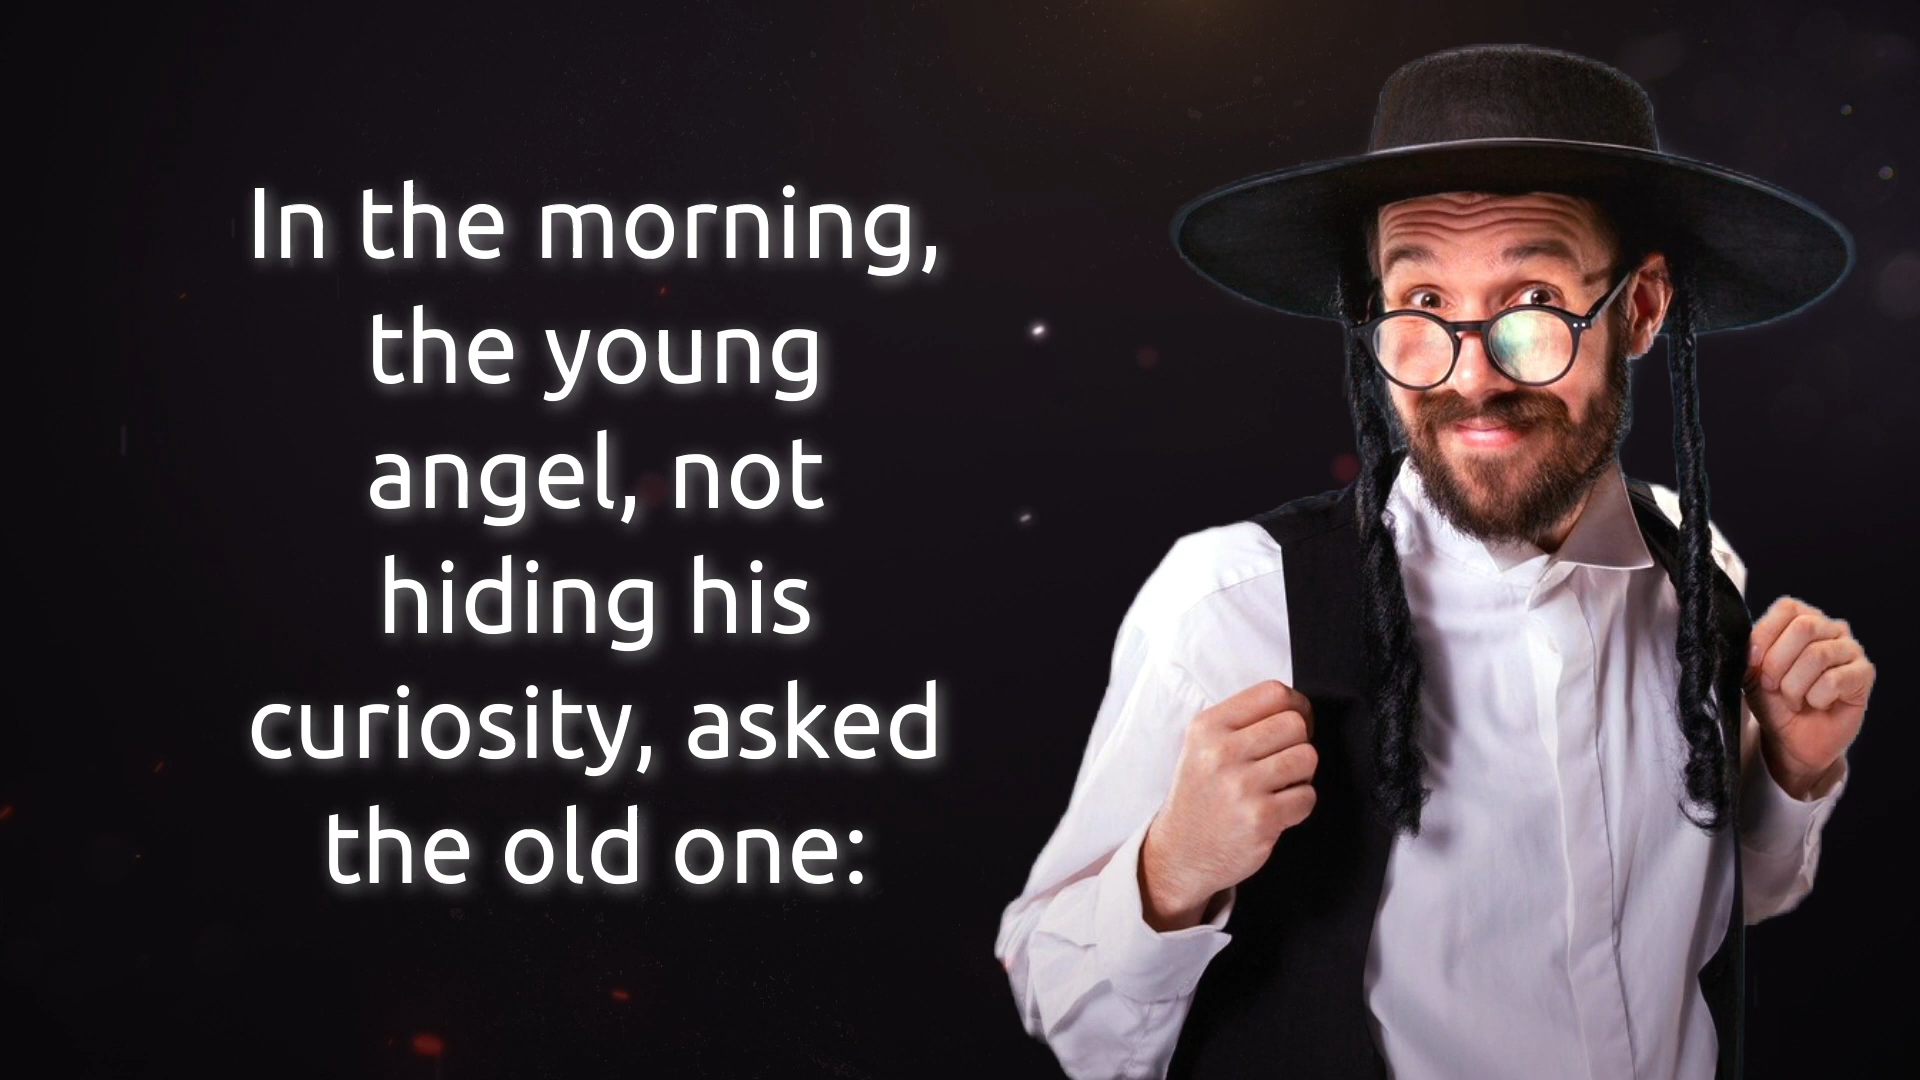 In the morning,
the young
angel, not
hiding his
curiosity, asked
the old one: